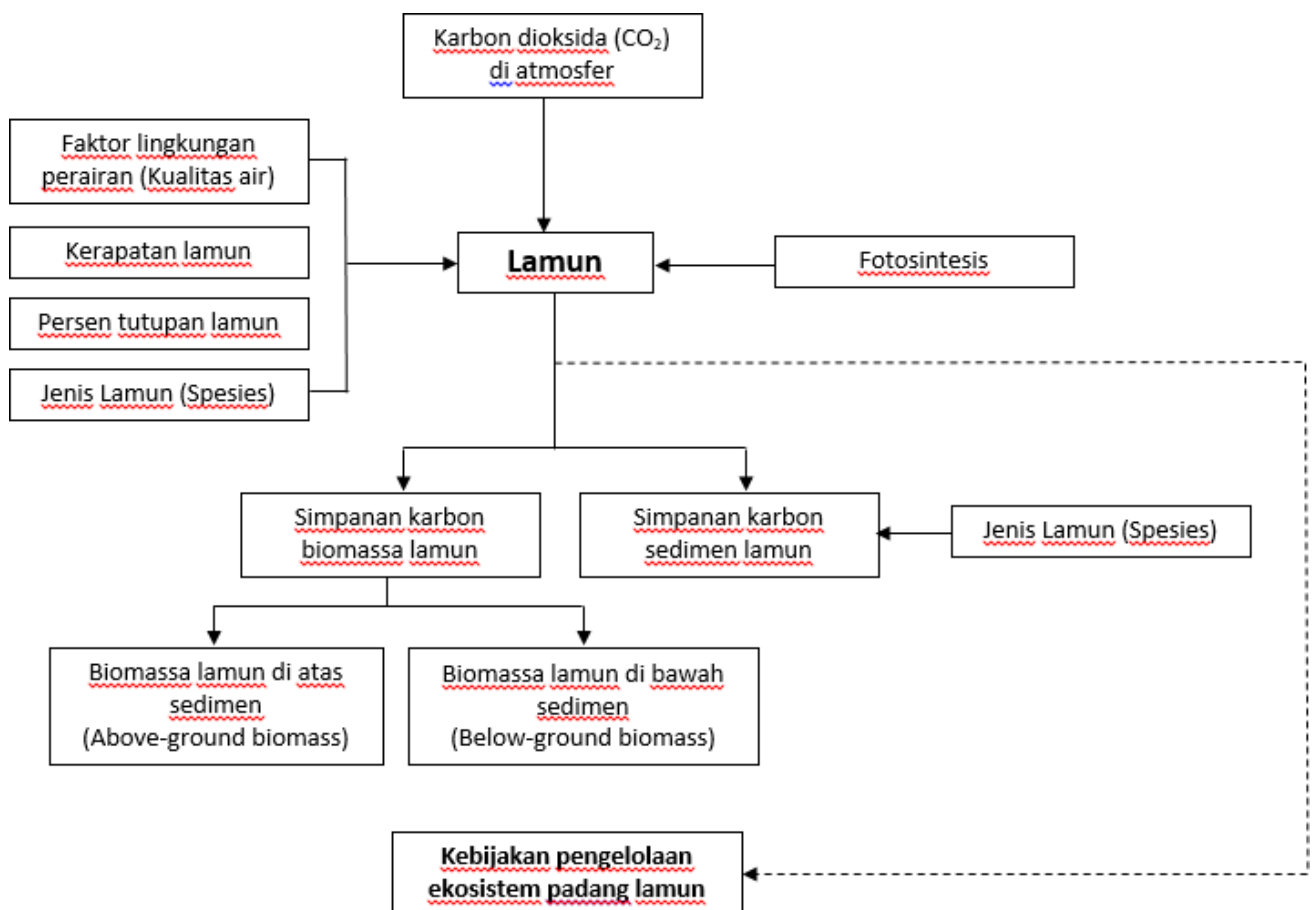 Karbon dioksida (CO₂)
di atmosfer
Faktor lingkungan
perairan (Kualitas air)
Kerapatan lamun
Persen tutupan lamun
Jenis Lamun (Spesies)
Lamun
Fotosintesis
Simpanan karbon
biomassa lamun
Simpanan karbon
sedimen lamun
Jenis Lamun (Spesies)
Biomassa lamun di atas
sedimen
(Above-ground biomass)
Biomassa lamun di bawah
sedimen
(Below-ground biomass)
Kebijakan pengelolaan
ekosistem padang lamun